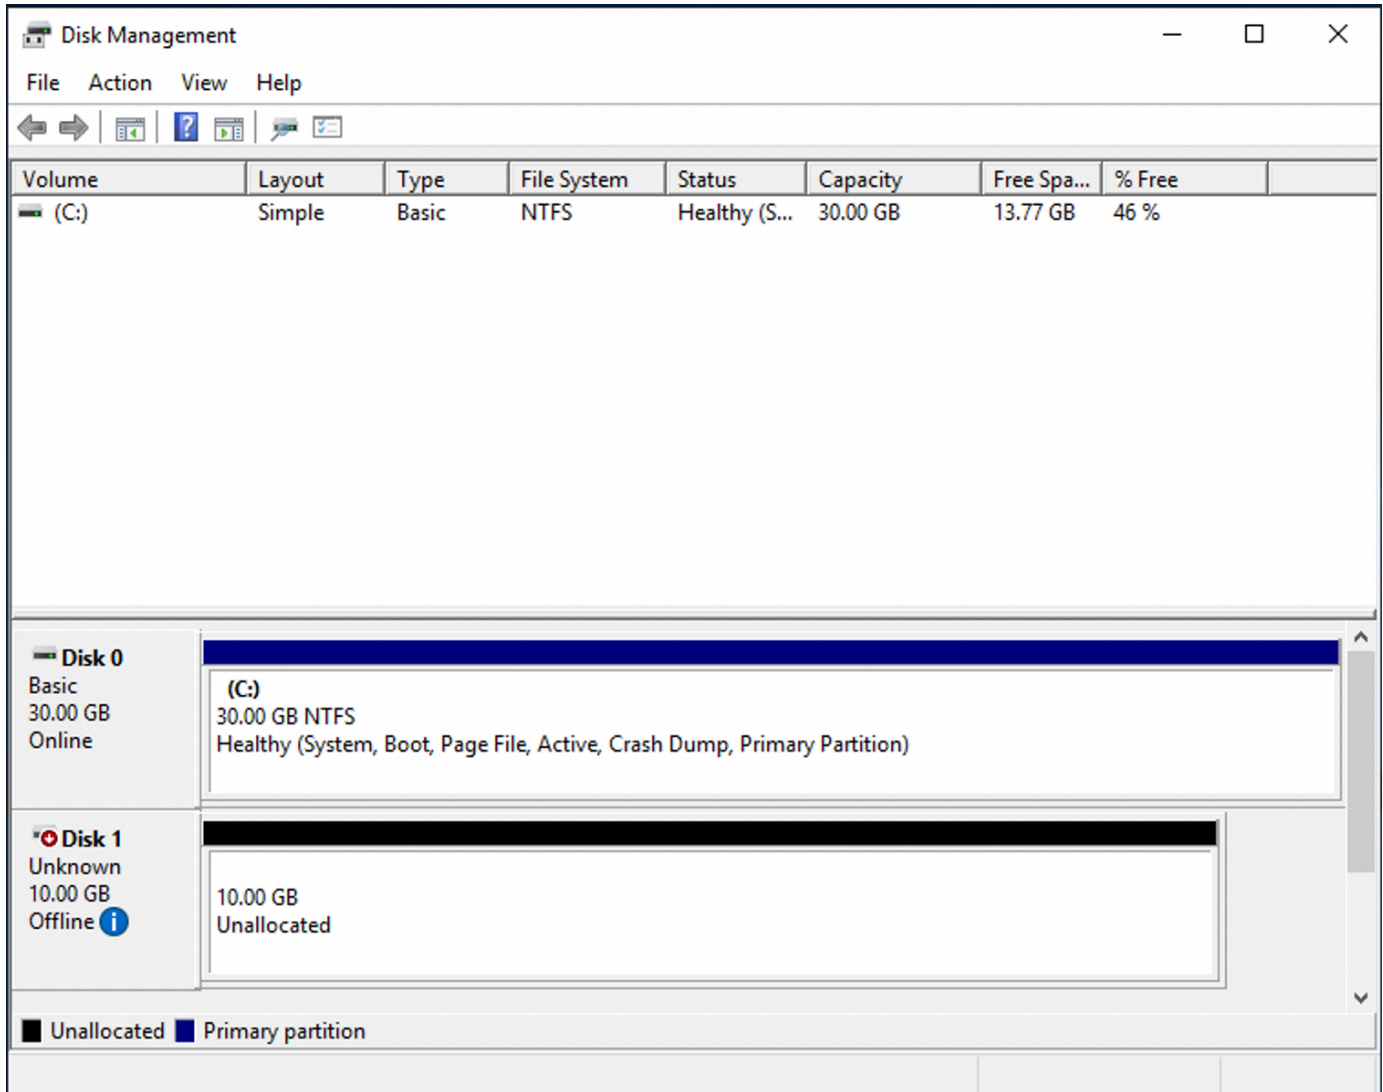 Disk Management
File Action View Help
Volume Layout Type File System Status Capacity Free Spa... % Free
(C:) Simple Basic NTFS Healthy (S... 30.00 GB 13.77 GB 46 %
Disk 0
Basic
30.00 GB
Online
(C:)
30.00 GB NTFS
Healthy (System, Boot, Page File, Active, Crash Dump, Primary Partition)
Disk 1
Unknown
10.00 GB
Offline
10.00 GB
Unallocated
Unallocated Primary partition